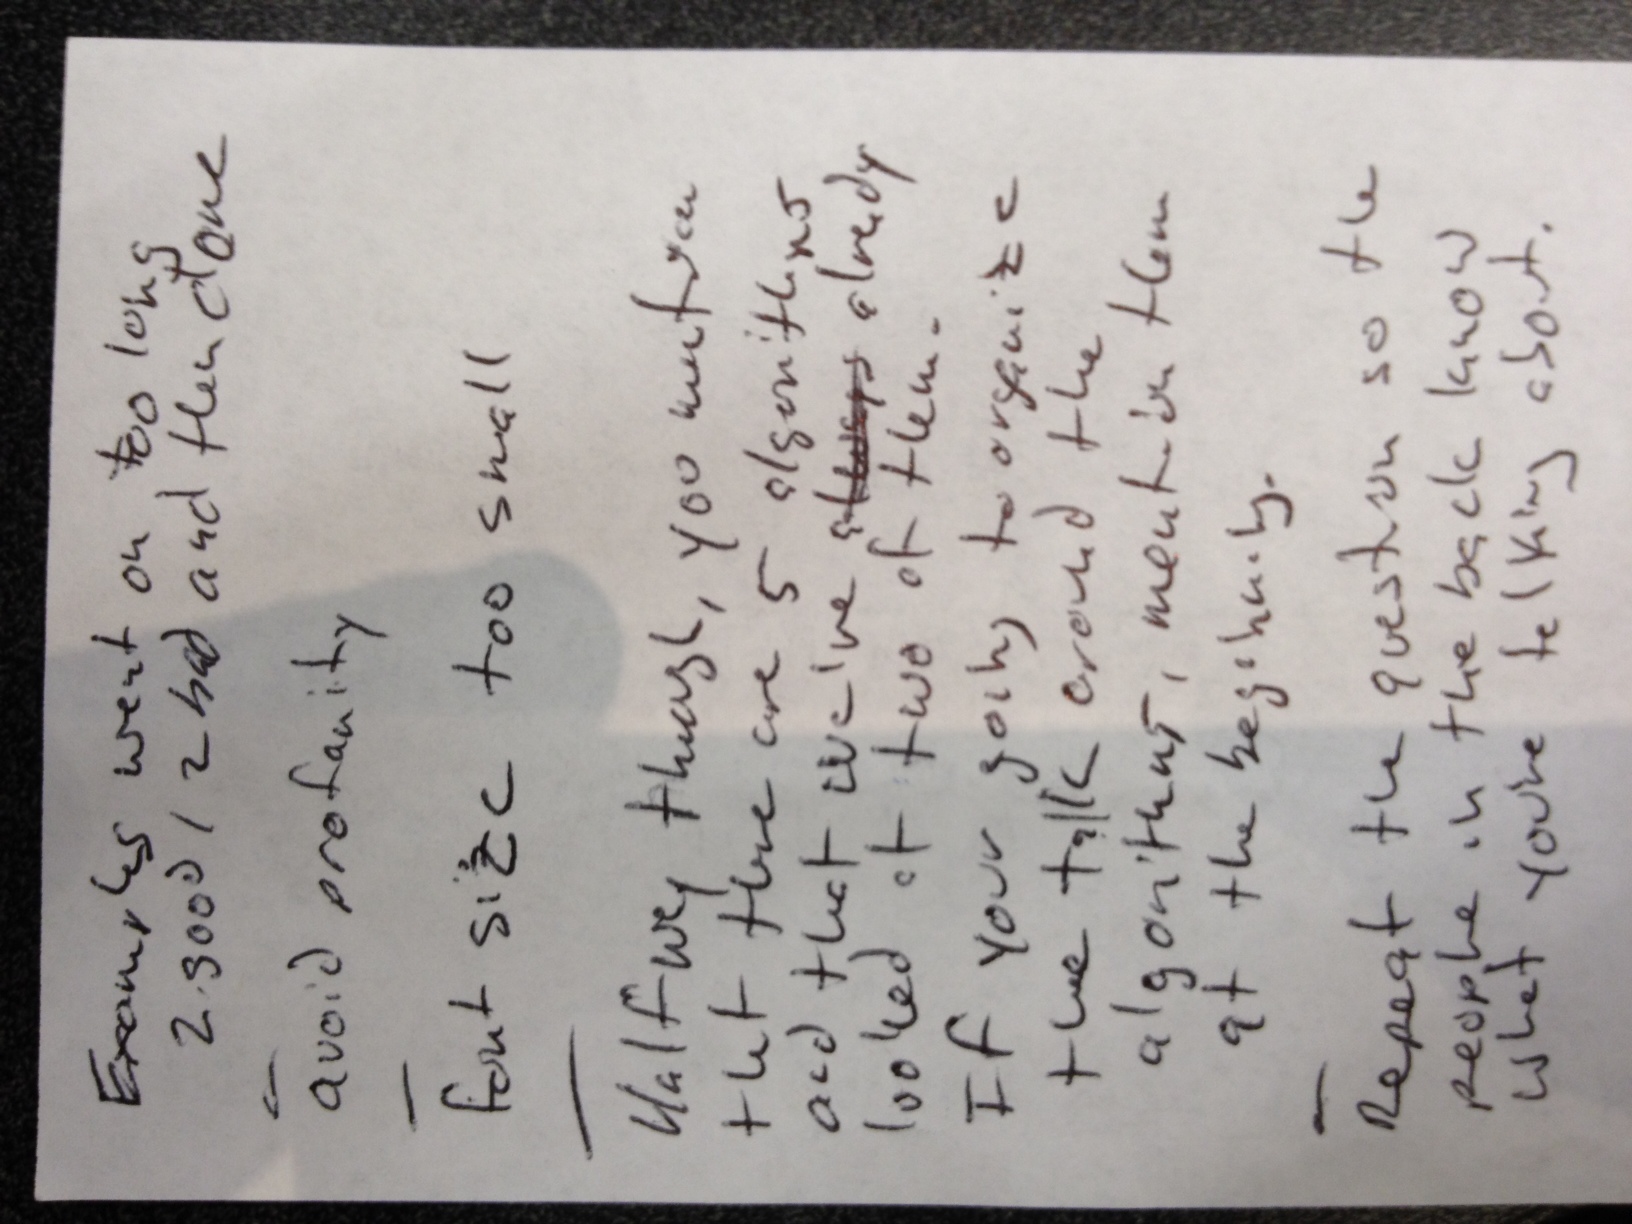 Examples went on too long
2 good / 2 bad and then done
avoid profanity
font size too small
Halfway though, you mention
that there are 5 algorithms
and that we've always already
looked at two of them.
If your going to organize
the talk around the
algorithms, mention them
at the beginning.
Repeat the question so the
people in the back know
what you're talking about.